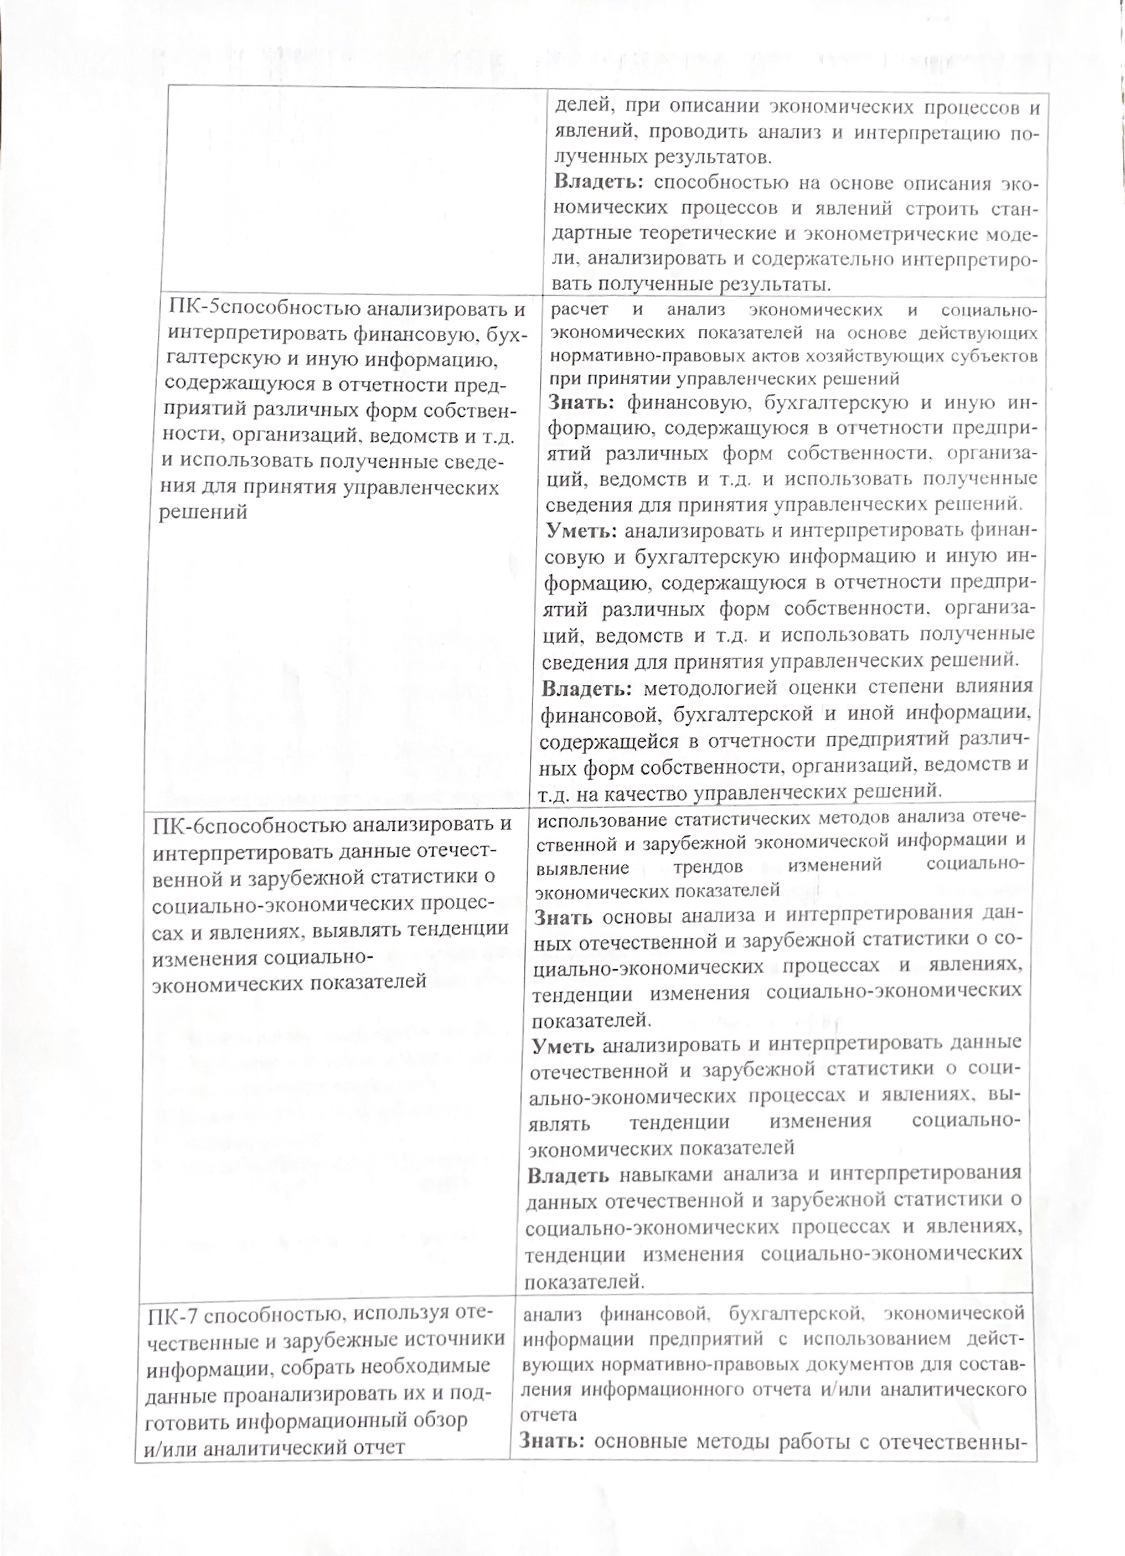 делей, при описании экономических процессов и
явлений, проводить анализ и интерпретацию по-
лученных результатов.
Владеть: способностью на основе описания эко-
номических процессов и явлений строить стан-
дартные теоретические и эконометрические моде-
ли, анализировать и содержательно интерпретиро-
вать полученные результаты.
ПК-5способностью анализировать и
интерпретировать финансовую, бух-
галтерскую и иную информацию,
содержащуюся в отчетности пред-
приятий различных форм собствен-
ности, организаций, ведомств и т.д.
и использовать полученные сведе-
ния для принятия управленческих
решений
расчет и анализ экономических и социально-
экономических показателей на основе действующих
нормативно-правовых актов хозяйствующих субъектов
при принятии управленческих решений
Знать: финансовую, бухгалтерскую и иную ин-
формацию, содержащуюся в отчетности предпри-
ятий различных форм собственности, организа-
ций, ведомств и т.д. и использовать полученные
сведения для принятия управленческих решений.
Уметь: анализировать и интерпретировать финан-
совую и бухгалтерскую информацию и иную ин-
формацию, содержащуюся в отчетности предпри-
ятий различных форм собственности, организа-
ций, ведомств и т.д. и использовать полученные
сведения для принятия управленческих решений.
Владеть: методологией оценки степени влияния
финансовой, бухгалтерской и иной информации,
содержащейся в отчетности предприятий различ-
ных форм собственности, организаций, ведомств и
т.д. на качество управленческих решений.
ПК-6способностью анализировать и
интерпретировать данные отечест-
венной и зарубежной статистики о
социально-экономических процес-
сах и явлениях, выявлять тенденции
изменения социально-
экономических показателей
использование статистических методов анализа отече-
ственной и зарубежной экономической информации и
выявление трендов изменений социально-
экономических показателей
Знать основы анализа и интерпретирования дан-
ных отечественной и зарубежной статистики о со-
циально-экономических процессах и явлениях,
тенденции изменения социально-экономических
показателей.
Уметь анализировать и интерпретировать данные
отечественной и зарубежной статистики о соци-
ально-экономических процессах и явлениях, вы-
являть тенденции изменения социально-
экономических показателей
Владеть навыками анализа и интерпретирования
данных отечественной и зарубежной статистики о
социально-экономических процессах и явлениях,
тенденции изменения социально-экономических
показателей.
ПК-7 способностью, используя оте-
чественные и зарубежные источники
информации, собрать необходимые
данные проанализировать их и под-
готовить информационный обзор
и/или аналитический отчет
анализ финансовой, бухгалтерской, экономической
информации предприятий с использованием дейст-
вующих нормативно-правовых документов для состав-
ления информационного отчета и/или аналитического
отчета
Знать: основные методы работы с отечественны-